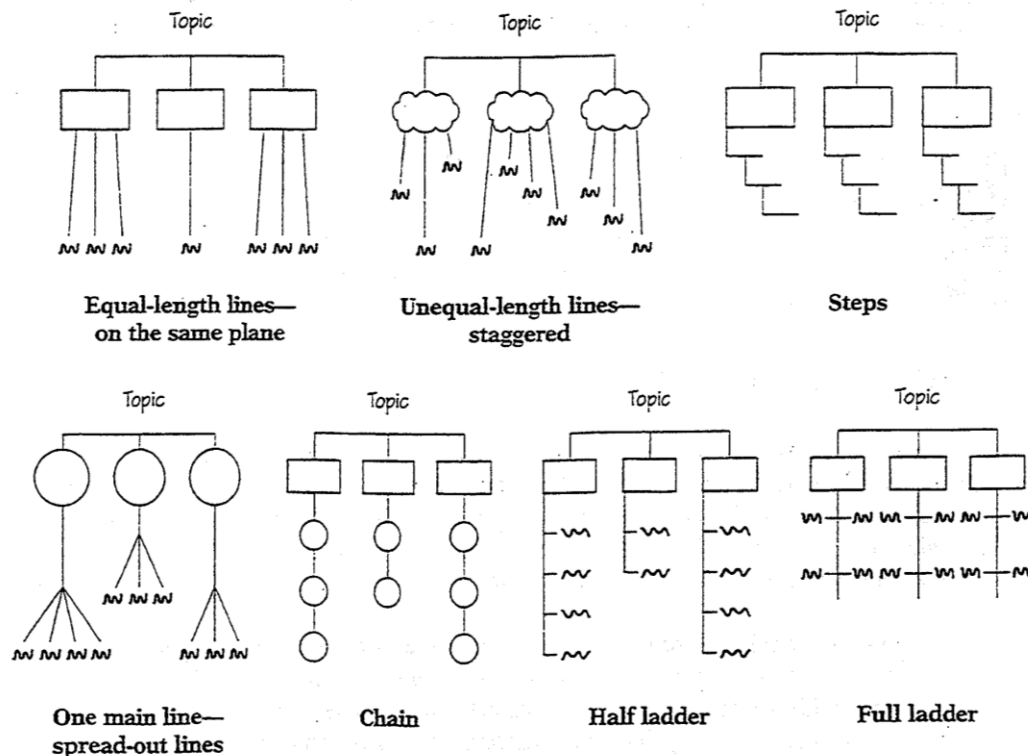 Topic
Topic
Topic
Equal-length lines—
on the same plane
Unequal-length lines—
staggered
Steps
Topic
Topic
Topic
Topic
One main line—
spread-out lines
Chain
Half ladder
Full ladder